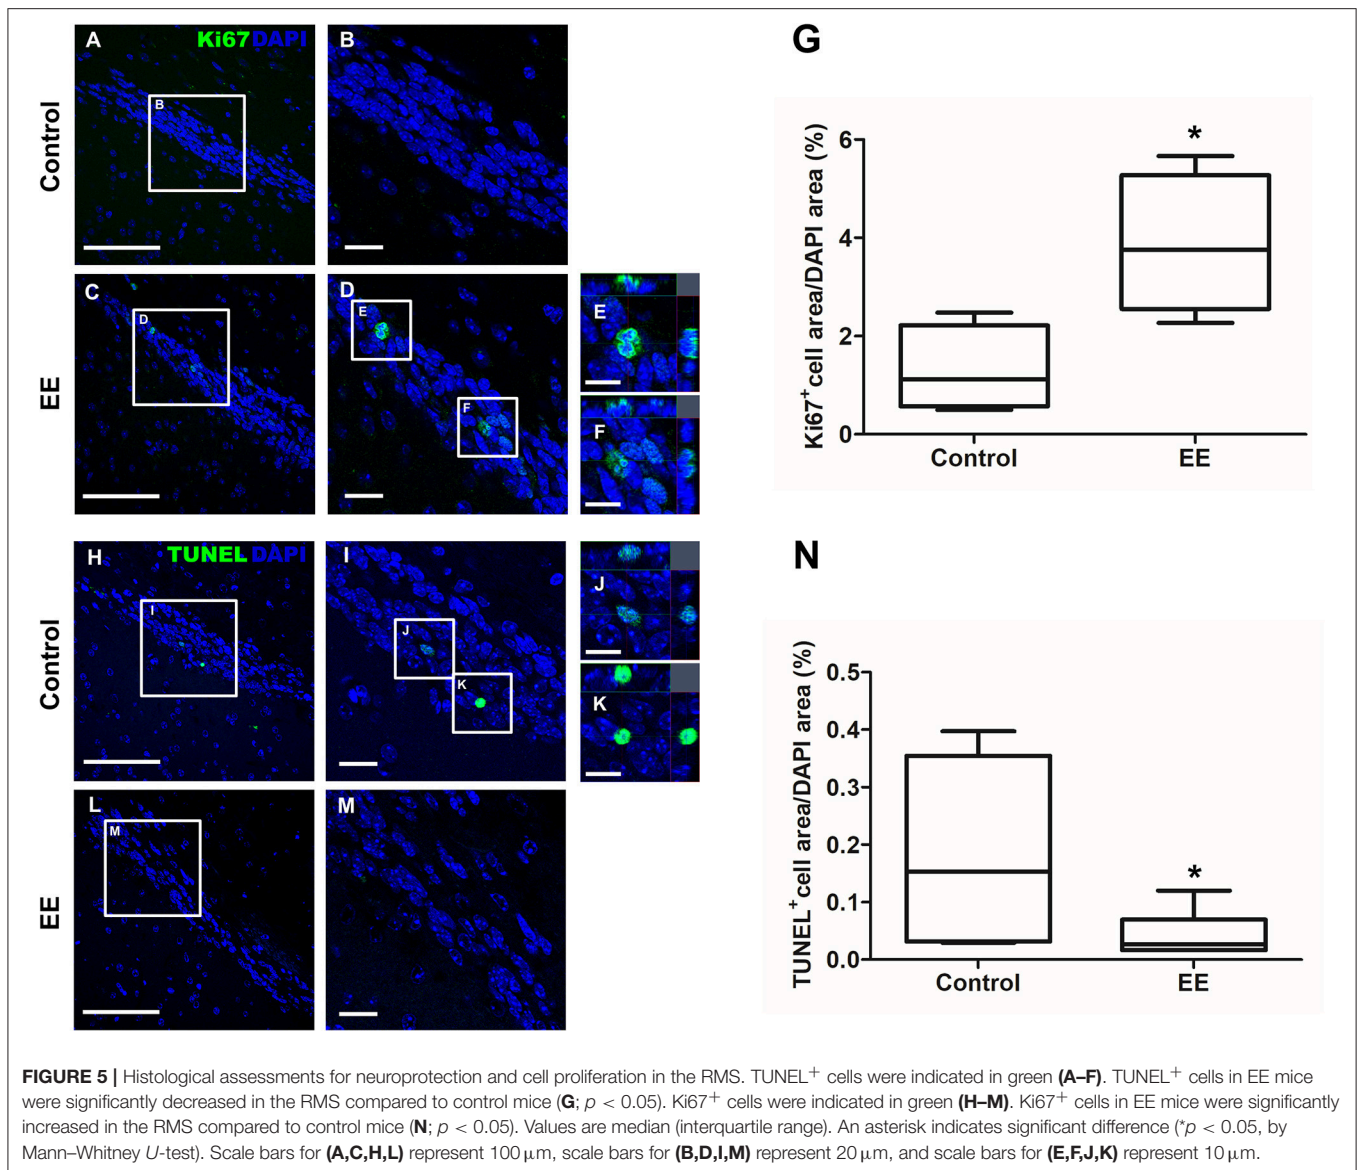 A
Ki67 DAPI
B
B
Control
C
D
D
E
F
E
F
EE
G
Ki67+ cell area/DAPI area (%)
6
4
2
0
*
Control
EE
H
TUNEL DAPI
I
I
J
K
J
K
Control
L
M
M
EE
N
TUNEL+ cell area/DAPI area (%)
0.5
0.4
0.3
0.2
0.1
0.0
*
Control
EE
FIGURE 5 | Histological assessments for neuroprotection and cell proliferation in the RMS. TUNEL+ cells were indicated in green (A–F). TUNEL+ cells in EE mice
were significantly decreased in the RMS compared to control mice (G; p < 0.05). Ki67+ cells were indicated in green (H–M). Ki67+ cells in EE mice were significantly
increased in the RMS compared to control mice (N; p < 0.05). Values are median (interquartile range). An asterisk indicates significant difference (*p < 0.05, by
Mann–Whitney U-test). Scale bars for (A,C,H,L) represent 100 μm, scale bars for (B,D,I,M) represent 20 μm, and scale bars for (E,F,J,K) represent 10 μm.